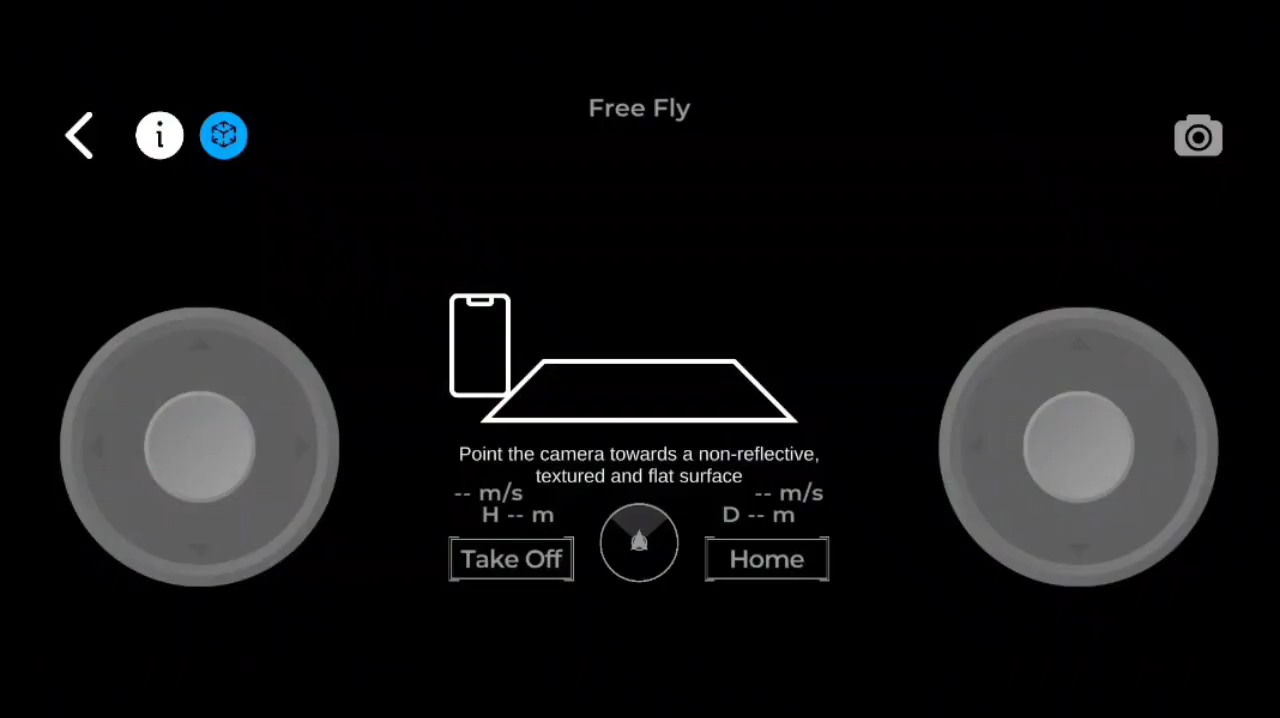 Free Fly
i
Point the camera towards a non-reflective,
textured and flat surface
-- m/s
-- m/s
H -- m
D -- m
Take Off
Home